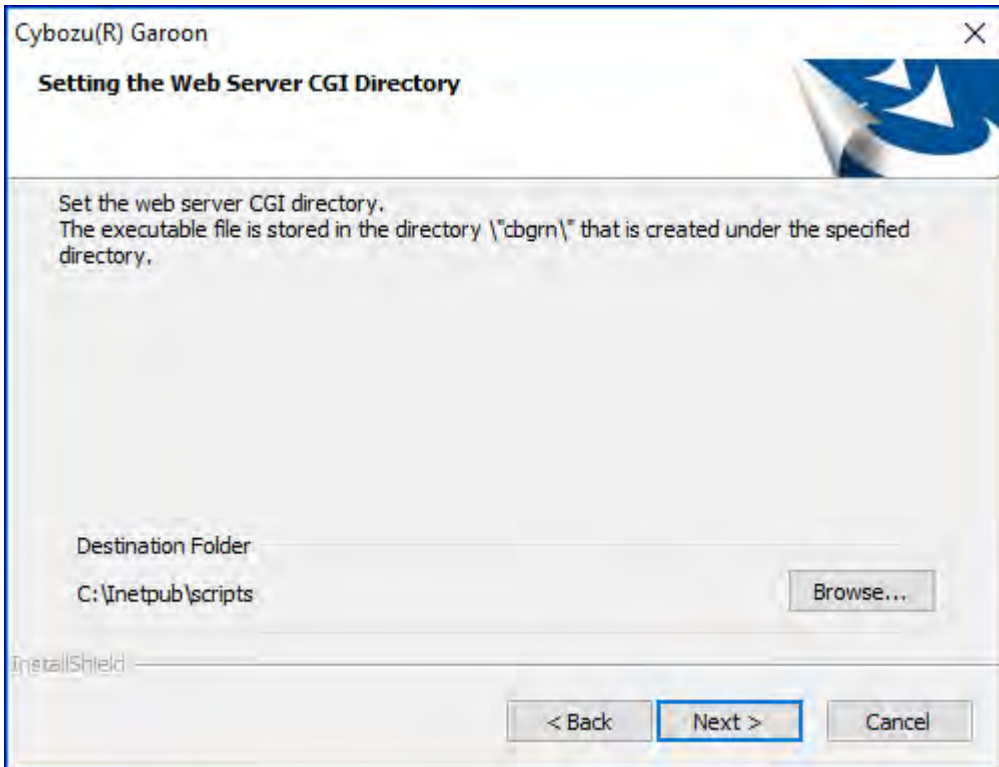 Cybozu(R) Garoon
Setting the Web Server CGI Directory
Set the web server CGI directory.
The executable file is stored in the directory \"cbgrn\" that is created under the specified
directory.
Destination Folder
C:\Inetpub\scripts
Browse...
InstallShield
< Back
Next >
Cancel